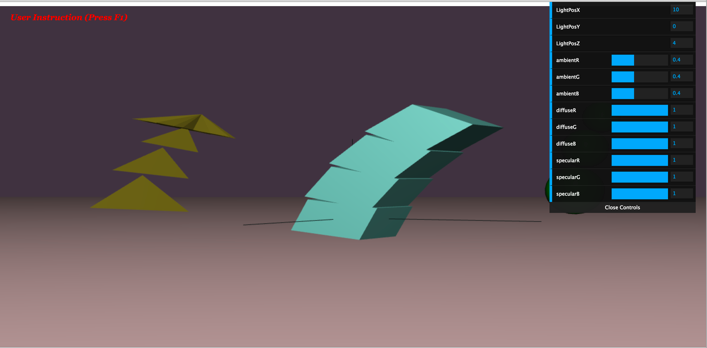 User Instruction (Press Fs)
LightPosX 10
LightPosY 0
LightPosZ 4
ambientR 0.4
ambientG 0.4
ambientB 0.4
diffuseR 1
diffuseG 1
diffuseB 1
specularR 1
specularG 1
specularB 1
Close Controls